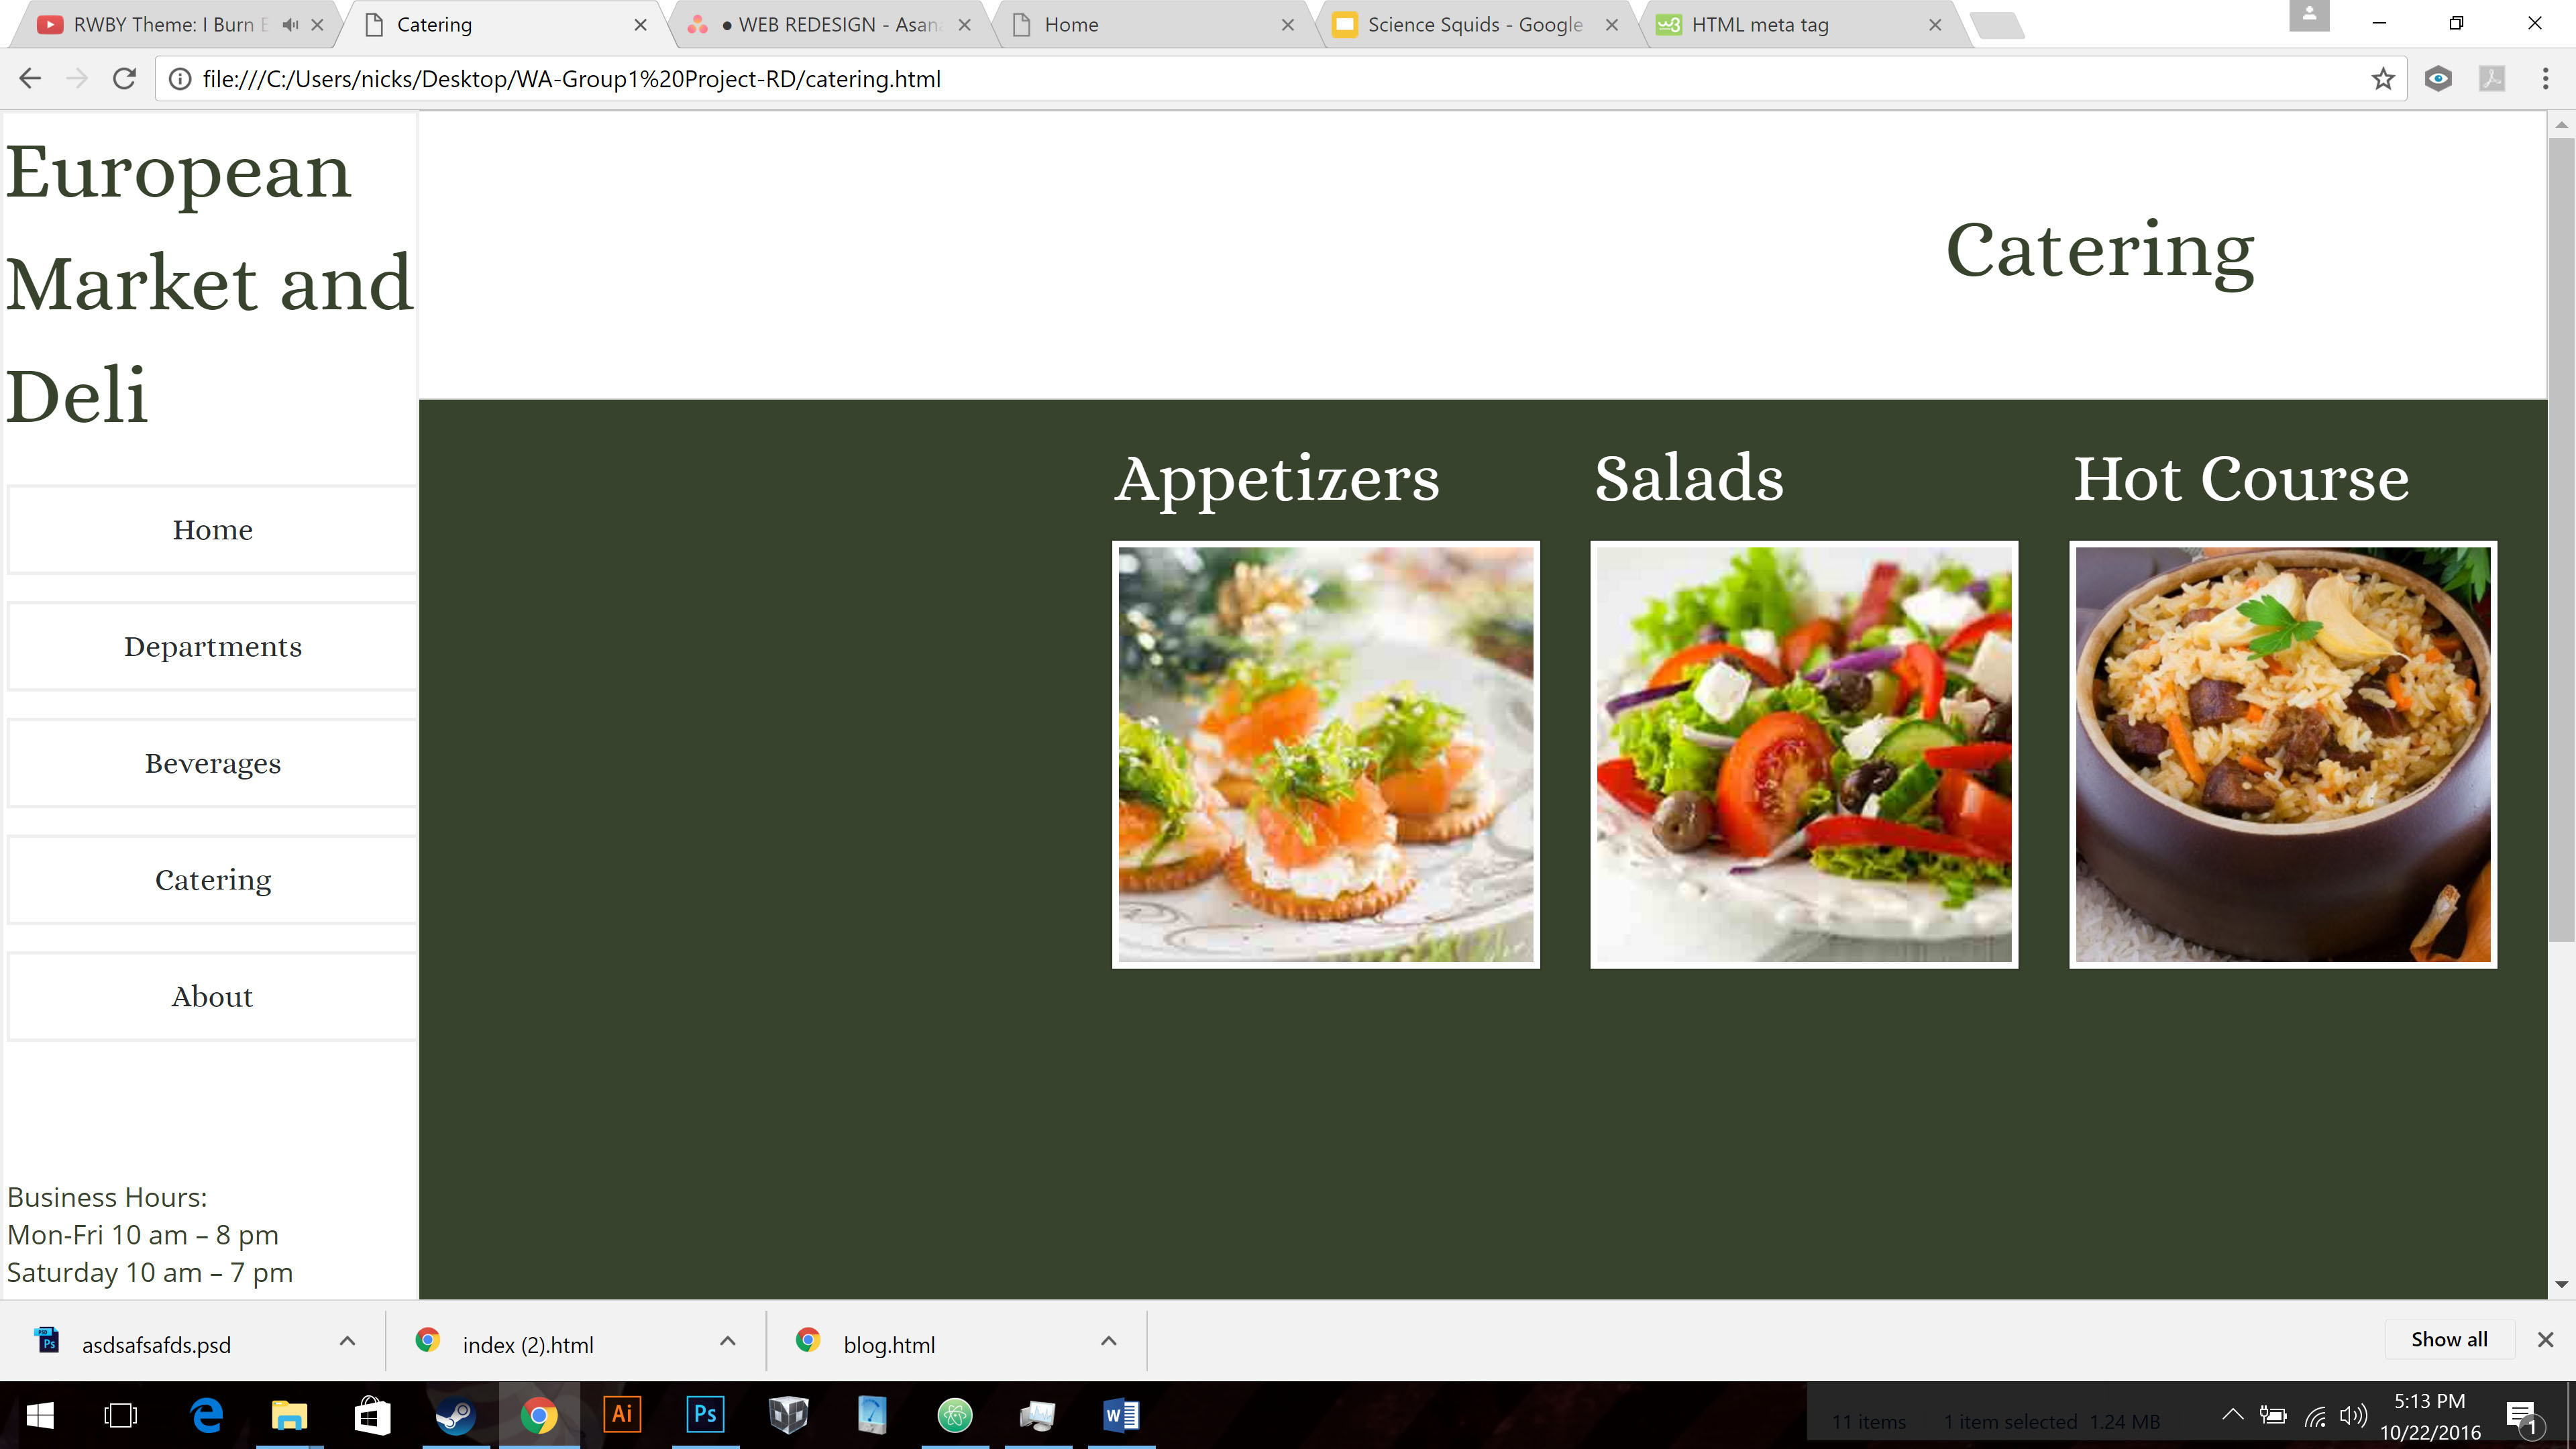 RWBY Theme: I Burn
Catering
● WEB REDESIGN - Asana
Home
Science Squids - Google
HTML meta tag
file:///C:/Users/nicks/Desktop/WA-Group1%20Project-RD/catering.html
European
Market and
Deli
Home
Departments
Beverages
Catering
About
Business Hours:
Mon-Fri 10 am – 8 pm
Saturday 10 am – 7 pm
Catering
Appetizers
Salads
Hot Course
asdsafsafds.psd
index (2).html
blog.html
Show all
Ai
Ps
11 items
1 item selected 1.24 MB
5:13 PM
10/22/2016
1